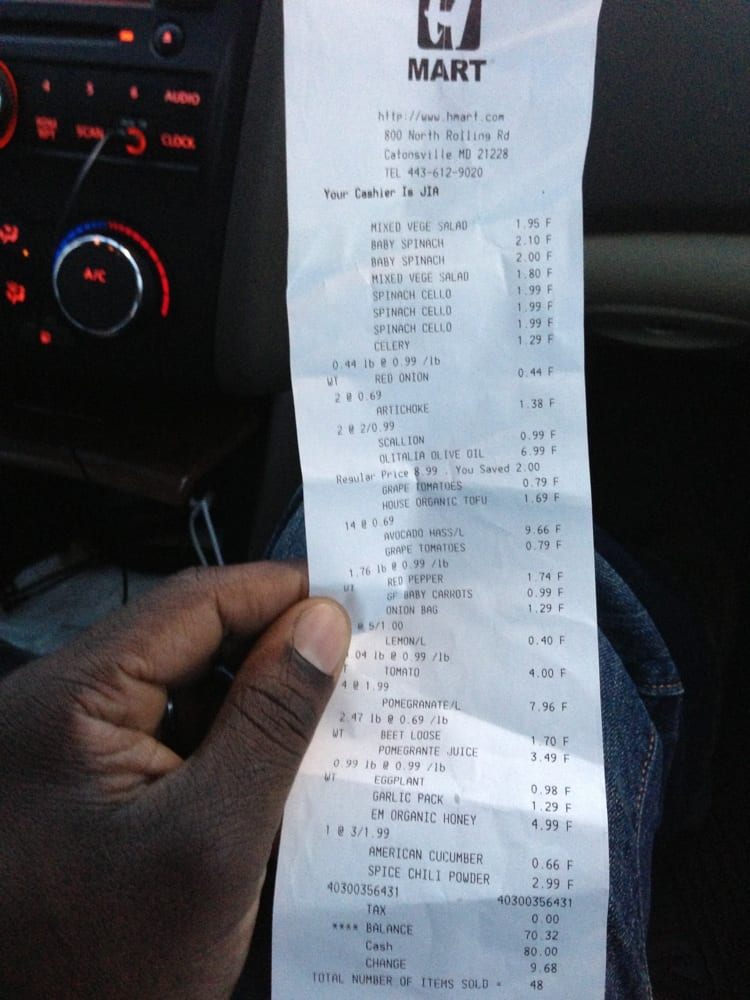 4 5 6 AUDIO
SCAN CLOCK
A/C
H
MART
http://www.hmart.com
800 North Rolling Rd
Catonsville MD 21228
TEL 443-612-9020
Your Cashier Is JIA
MIXED VEGE SALAD 1.95 F
BABY SPINACH 2.10 F
BABY SPINACH 2.00 F
MIXED VEGE SALAD 1.80 F
SPINACH CELLO 1.99 F
SPINACH CELLO 1.99 F
SPINACH CELLO 1.99 F
CELERY 1.29 F
0.44 lb @ 0.99 /lb
WT RED ONION 0.44 F
2 @ 0.69
ARTICHOKE 1.38 F
2 @ 2/0.99
SCALLION 0.99 F
OLITALIA OLIVE OIL 6.99 F
Regular Price 8.99 . You Saved 2.00
GRAPE TOMATOES 0.79 F
HOUSE ORGANIC TOFU 1.69 F
14 @ 0.69
AVOCADO HASS/L 9.66 F
GRAPE TOMATOES 0.79 F
1.76 lb @ 0.99 /lb
WT RED PEPPER 1.74 F
GF BABY CARROTS 0.99 F
ONION BAG 1.29 F
@ 5/1.00
LEMON/L 0.40 F
.04 lb @ 0.99 /lb
T TOMATO 4.00 F
4 @ 1.99
POMEGRANATE/L 7.96 F
2.47 lb @ 0.69 /lb
WT BEET LOOSE 1.70 F
POMEGRANTE JUICE 3.49 F
0.99 lb @ 0.99 /lb
WT EGGPLANT 0.98 F
GARLIC PACK 1.29 F
EM ORGANIC HONEY 4.99 F
1 @ 3/1.99
AMERICAN CUCUMBER 0.66 F
SPICE CHILI POWDER 2.99 F
40300356431 40300356431
TAX 0.00
**** BALANCE 70.32
Cash 80.00
CHANGE 9.68
TOTAL NUMBER OF ITEMS SOLD = 48